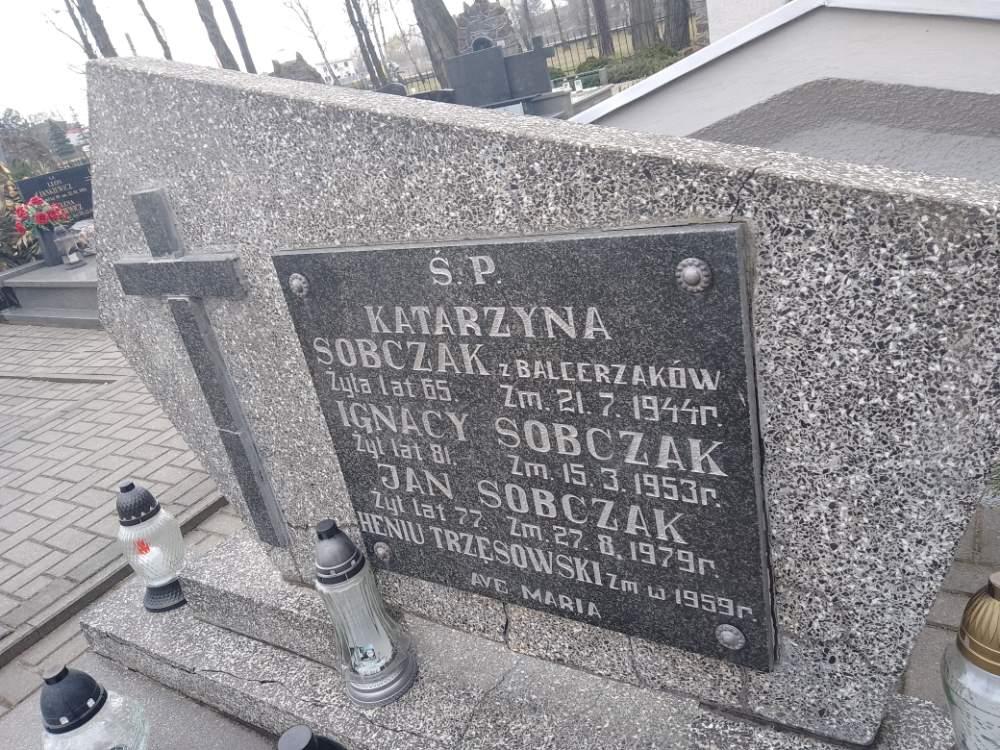 Ś.P.
KATARZYNA
SOBCZAK z BALCERZAKÓW
Żyła lat 65. Zm. 21.7.1944r.
IGNACY SOBCZAK
Żył lat 81. Zm. 15.3.1953r.
JAN SOBCZAK
Żył lat 77. Zm. 27.8.1979r.
HENIU TRZĘSOWSKI Zm w 1959r.
AVE MARIA